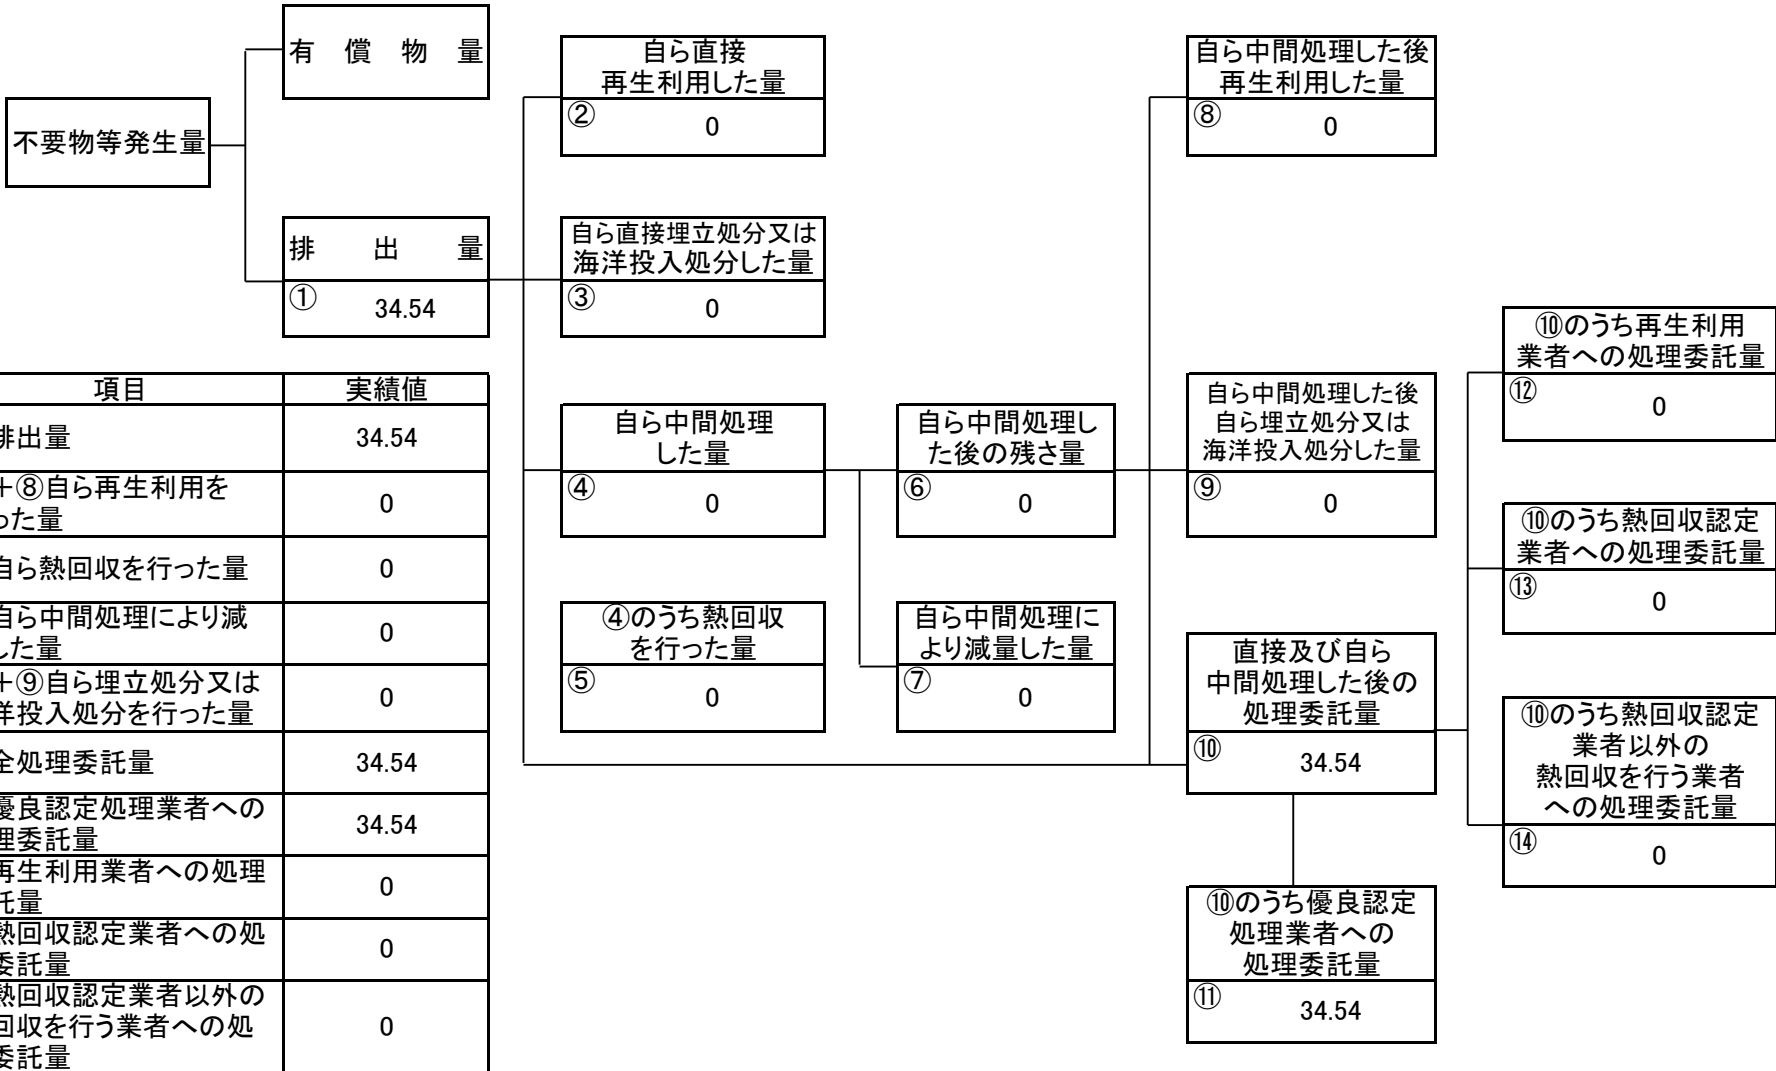 有償物量
不要物等発生量
排出量
① 34.54
自ら直接
再生利用した量
② 0
自ら直接埋立処分又は
海洋投入処分した量
③ 0
自ら中間処理
した量
④ 0
④のうち熱回収
を行った量
⑤ 0
自ら中間処理し
た後の残さ量
⑥ 0
自ら中間処理に
より減量した量
⑦ 0
自ら中間処理した後
再生利用した量
⑧ 0
自ら中間処理した後
自ら埋立処分又は
海洋投入処分した量
⑨ 0
直接及び自ら
中間処理した後の
処理委託量
⑩ 34.54
⑩のうち優良認定
処理業者への
処理委託量
⑪ 34.54
⑩のうち再生利用
業者への処理委託量
⑫ 0
⑩のうち熱回収認定
業者への処理委託量
⑬ 0
⑩のうち熱回収認定
業者以外の
熱回収を行う業者
への処理委託量
⑭ 0
項目 実績値
排出量 34.54
+⑧自ら再生利用を
った量 0
自ら熱回収を行った量 0
自ら中間処理により減
した量 0
+⑨自ら埋立処分又は
洋投入処分を行った量 0
全処理委託量 34.54
優良認定処理業者への
理委託量 34.54
再生利用業者への処理
託量 0
熱回収認定業者への処
委託量 0
熱回収認定業者以外の
回収を行う業者への処
委託量 0